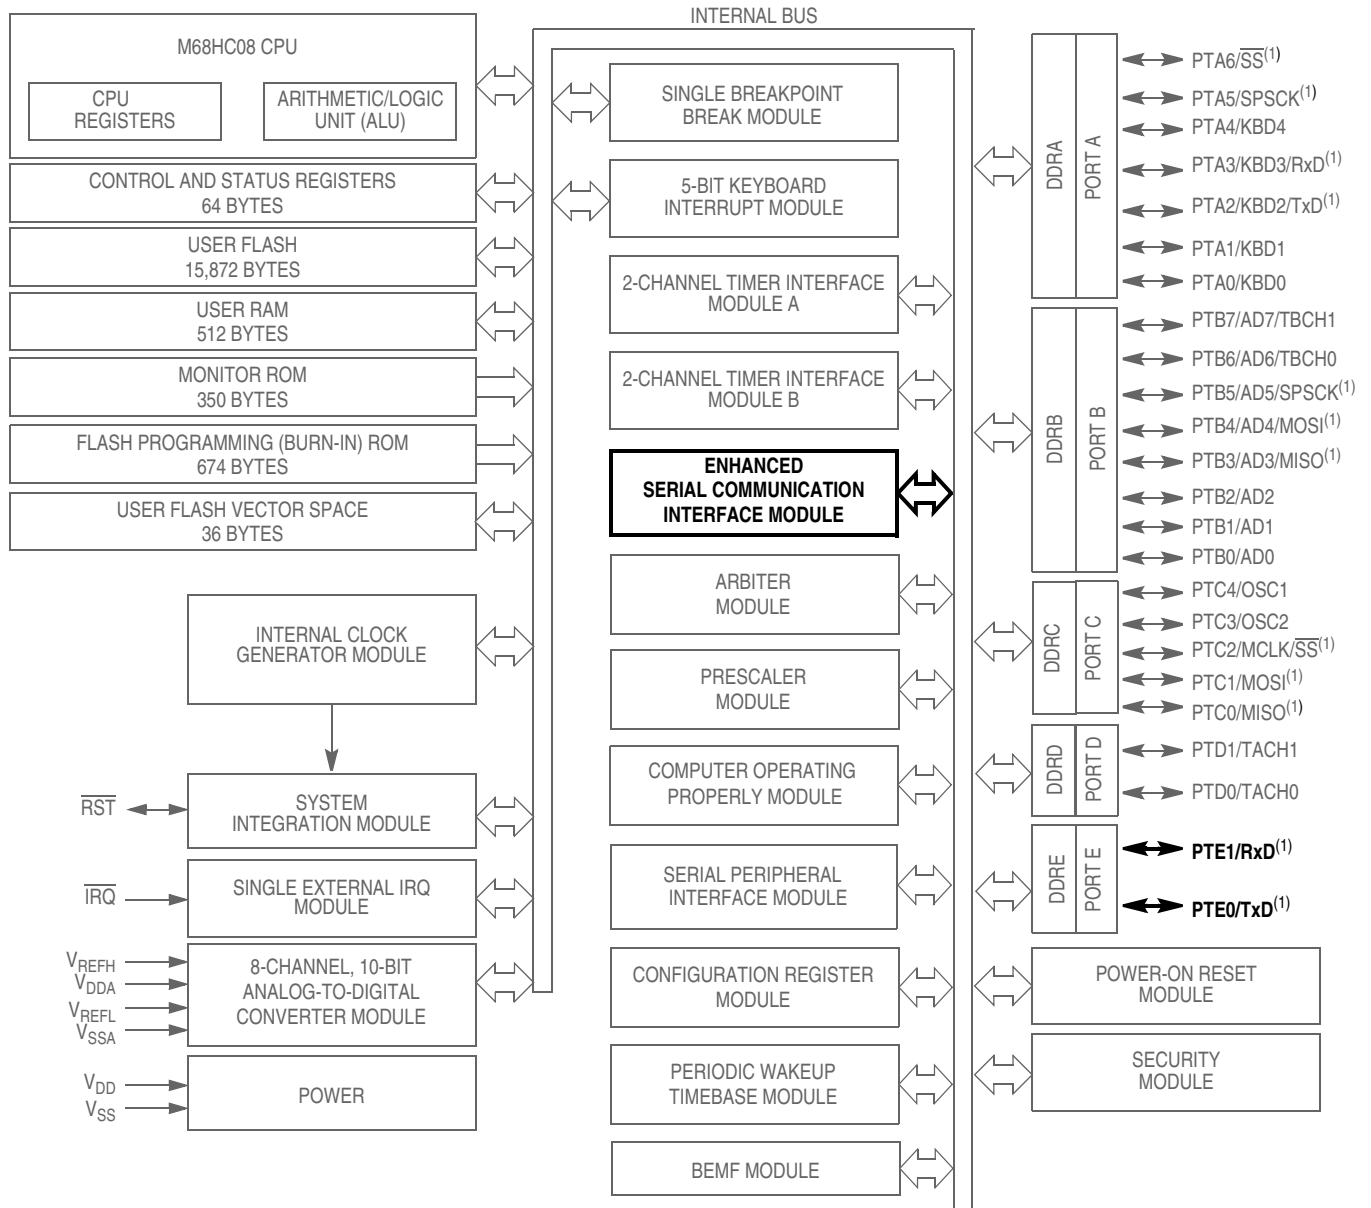 INTERNAL BUS
M68HC08 CPU
CPU
REGISTERS
ARITHMETIC/LOGIC
UNIT (ALU)
CONTROL AND STATUS REGISTERS
64 BYTES
USER FLASH
15,872 BYTES
USER RAM
512 BYTES
MONITOR ROM
350 BYTES
FLASH PROGRAMMING (BURN-IN) ROM
674 BYTES
USER FLASH VECTOR SPACE
36 BYTES
INTERNAL CLOCK
GENERATOR MODULE
RST
SYSTEM
INTEGRATION MODULE
IRQ
SINGLE EXTERNAL IRQ
MODULE
VREFH
VDDA
VREFL
VSSA
8-CHANNEL, 10-BIT
ANALOG-TO-DIGITAL
CONVERTER MODULE
VDD
VSS
POWER
SINGLE BREAKPOINT
BREAK MODULE
5-BIT KEYBOARD
INTERRUPT MODULE
2-CHANNEL TIMER INTERFACE
MODULE A
2-CHANNEL TIMER INTERFACE
MODULE B
ENHANCED
SERIAL COMMUNICATION
INTERFACE MODULE
ARBITER
MODULE
PRESCALER
MODULE
COMPUTER OPERATING
PROPERLY MODULE
SERIAL PERIPHERAL
INTERFACE MODULE
CONFIGURATION REGISTER
MODULE
PERIODIC WAKEUP
TIMEBASE MODULE
BEMF MODULE
DDRA
PORT A
PTA6/SS(1)
PTA5/SPSCK(1)
PTA4/KBD4
PTA3/KBD3/RxD(1)
PTA2/KBD2/TxD(1)
PTA1/KBD1
PTA0/KBD0
DDRB
PORT B
PTB7/AD7/TBCH1
PTB6/AD6/TBCH0
PTB5/AD5/SPSCK(1)
PTB4/AD4/MOSI(1)
PTB3/AD3/MISO(1)
PTB2/AD2
PTB1/AD1
PTB0/AD0
DDRC
PORT C
PTC4/OSC1
PTC3/OSC2
PTC2/MCLK/SS(1)
PTC1/MOSI(1)
PTC0/MISO(1)
DDRD
PORT D
PTD1/TACH1
PTD0/TACH0
DDRE
PORT E
PTE1/RxD(1)
PTE0/TxD(1)
POWER-ON RESET
MODULE
SECURITY
MODULE